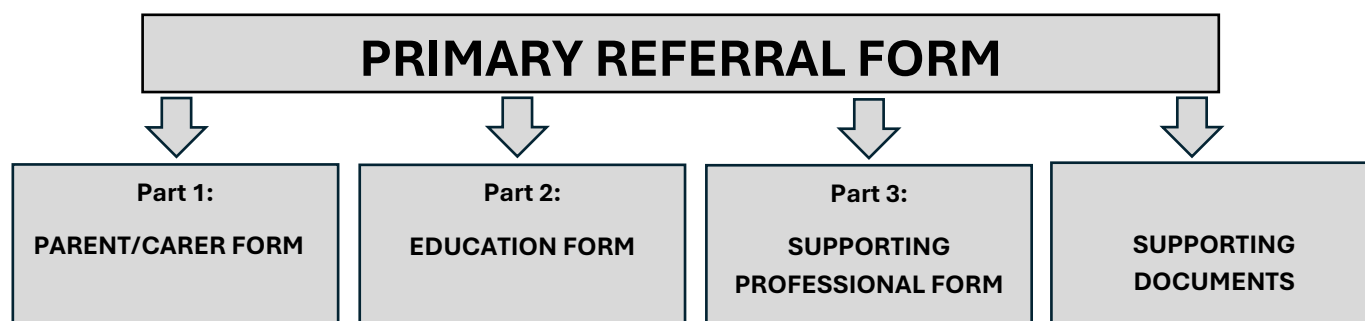 PRIMARY REFERRAL FORM
Part 1:
PARENT/CARER FORM
Part 2:
EDUCATION FORM
Part 3:
SUPPORTING
PROFESSIONAL FORM
SUPPORTING
DOCUMENTS